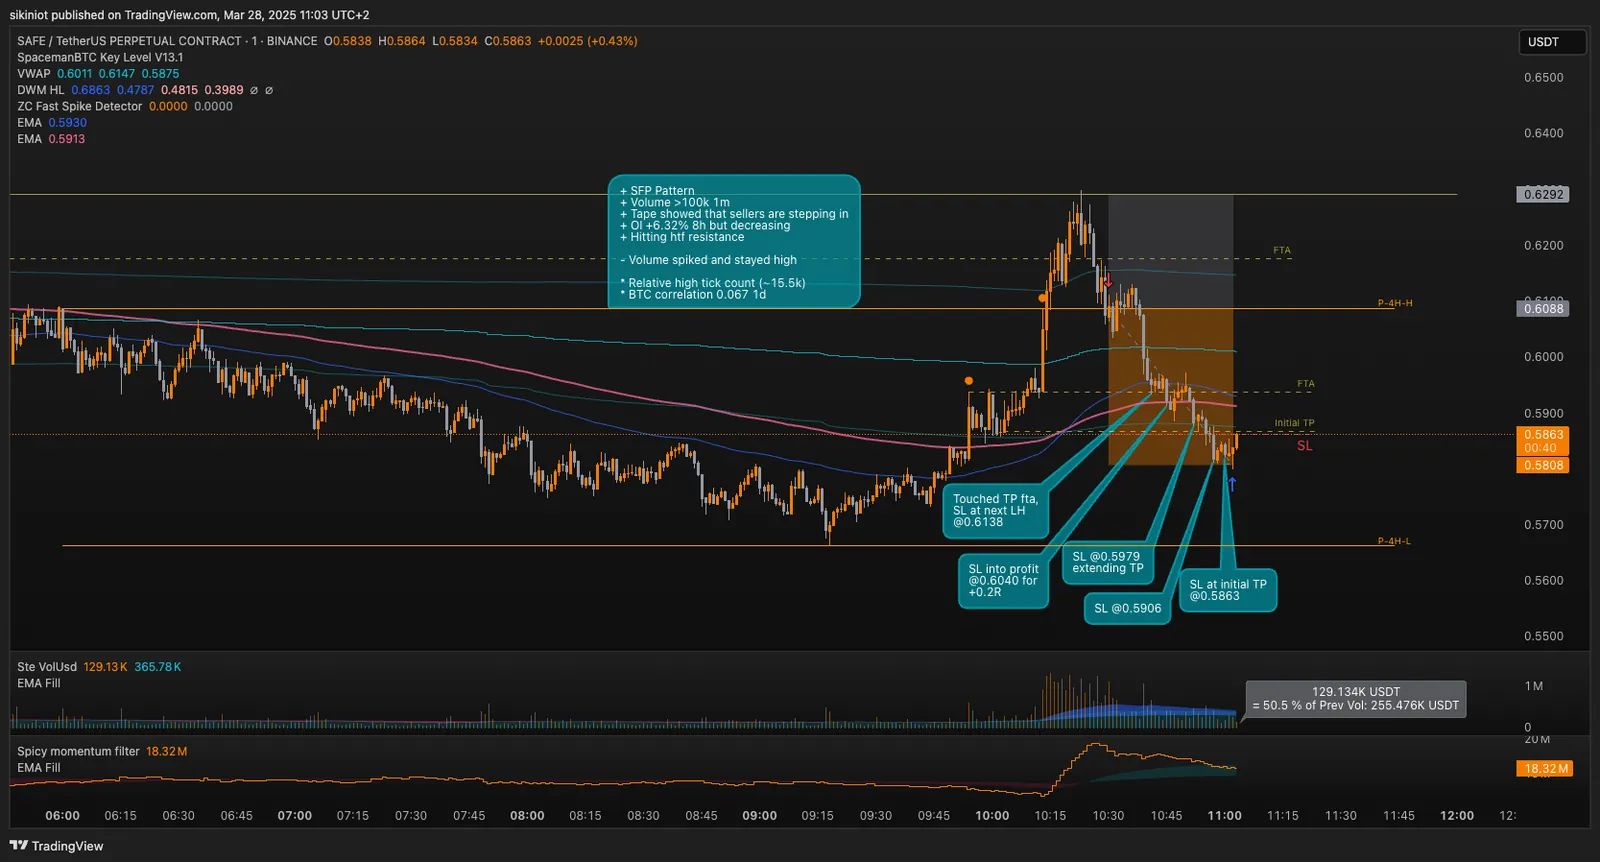 sikiniot published on TradingView.com, Mar 28, 2025 11:03 UTC+2
SAFE / TetherUS PERPETUAL CONTRACT · 1 · BINANCE O0.5838 H0.5864 L0.5834 C0.5863 +0.0025 (+0.43%)
USDT
SpacemanBTC Key Level V13.1
VWAP 0.6011 0.6147 0.5875
DWM HL 0.6863 0.4787 0.4815 0.3989 ∅ ∅
ZC Fast Spike Detector 0.0000 0.0000
EMA 0.5930
EMA 0.5913
0.6500
0.6400
+ SFP Pattern
+ Volume >100k 1m
+ Tape showed that sellers are stepping in
+ OI +6.32% 8h but decreasing
+ Hitting htf resistance
- Volume spiked and stayed high
* Relative high tick count (~15.5k)
* BTC correlation 0.067 1d
0.6292
0.6200
FTA
P-4H-H
0.6100
0.6088
0.6000
FTA
0.5900
Initial TP
0.5863
00:40
SL
0.5808
Touched TP fta,
SL at next LH
@0.6138
0.5700
P-4H-L
SL into profit
@0.6040 for
+0.2R
SL @0.5979
extending TP
SL @0.5906
SL at initial TP
@0.5863
0.5600
0.5500
Ste VolUsd 129.13K 365.78K
EMA Fill
1 M
0
129.134K USDT
= 50.5 % of Prev Vol: 255.476K USDT
Spicy momentum filter 18.32M
EMA Fill
20 M
18.32M
06:00 06:15 06:30 06:45 07:00 07:15 07:30 07:45 08:00 08:15 08:30 08:45 09:00 09:15 09:30 09:45 10:00 10:15 10:30 10:45 11:00 11:15 11:30 11:45 12:00 12:
TradingView